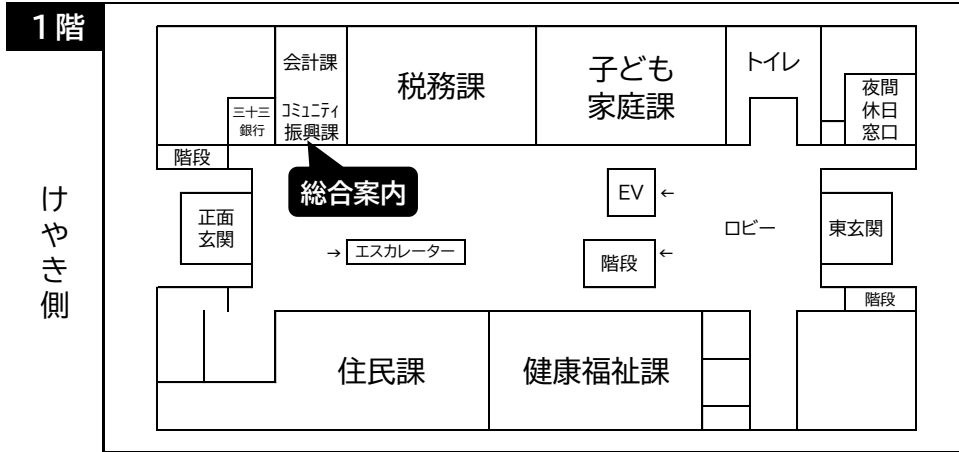 1階
けやき側
会計課
コミュニティ
振興課
三十三
銀行
税務課
子ども
家庭課
トイレ
夜間
休日
窓口
階段
総合案内
正面
玄関
→ エスカレーター
EV ←
階段 ←
ロビー
東玄関
階段
住民課
健康福祉課